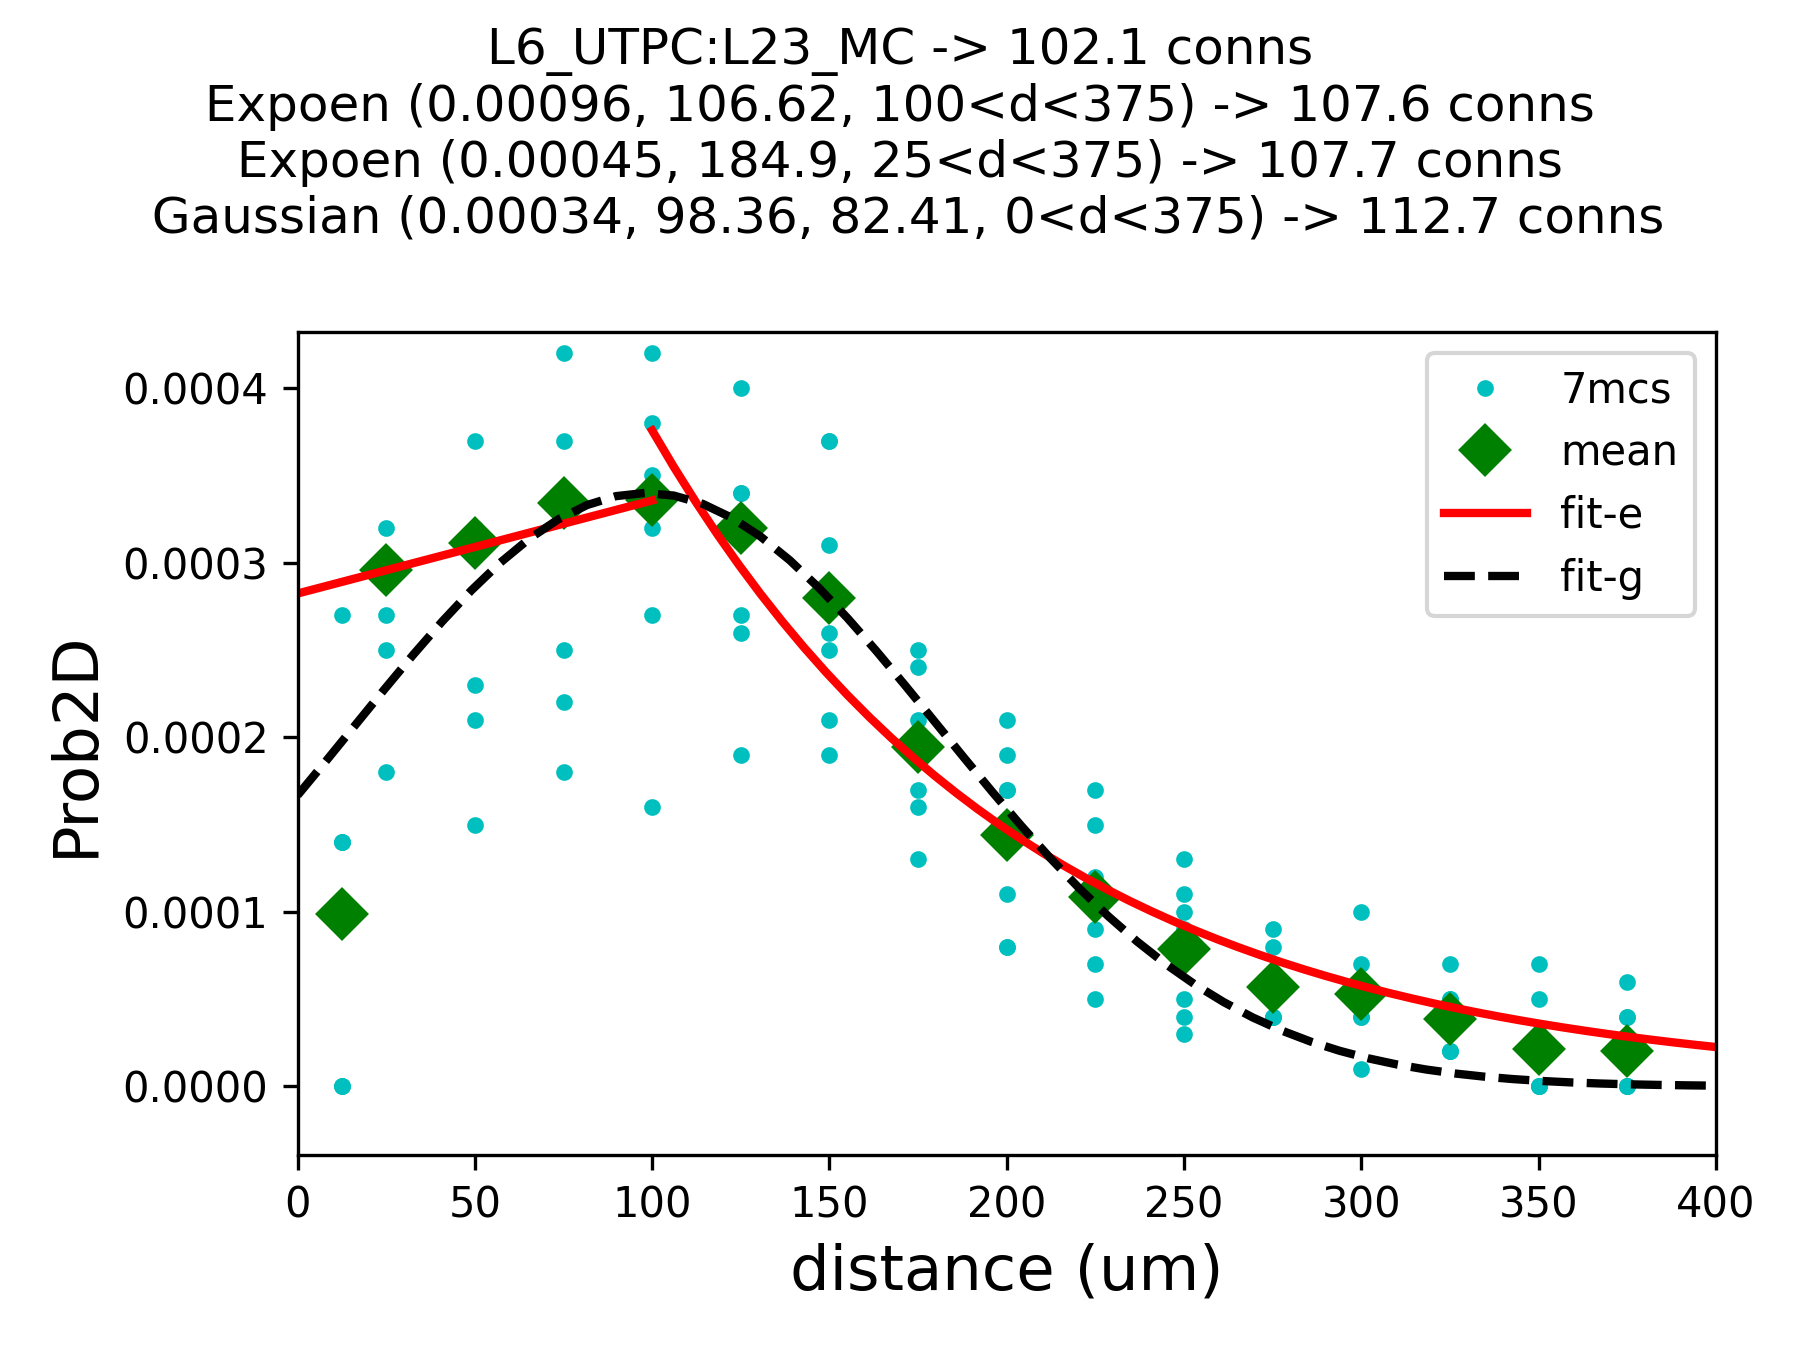 L6_UTPC:L23_MC -> 102.1 conns
Expoen (0.00096, 106.62, 100<d<375) -> 107.6 conns
Expoen (0.00045, 184.9, 25<d<375) -> 107.7 conns
Gaussian (0.00034, 98.36, 82.41, 0<d<375) -> 112.7 conns
7mcs
mean
fit-e
fit-g
Prob2D
0.0004
0.0003
0.0002
0.0001
0.0000
0 50 100 150 200 250 300 350 400
distance (um)